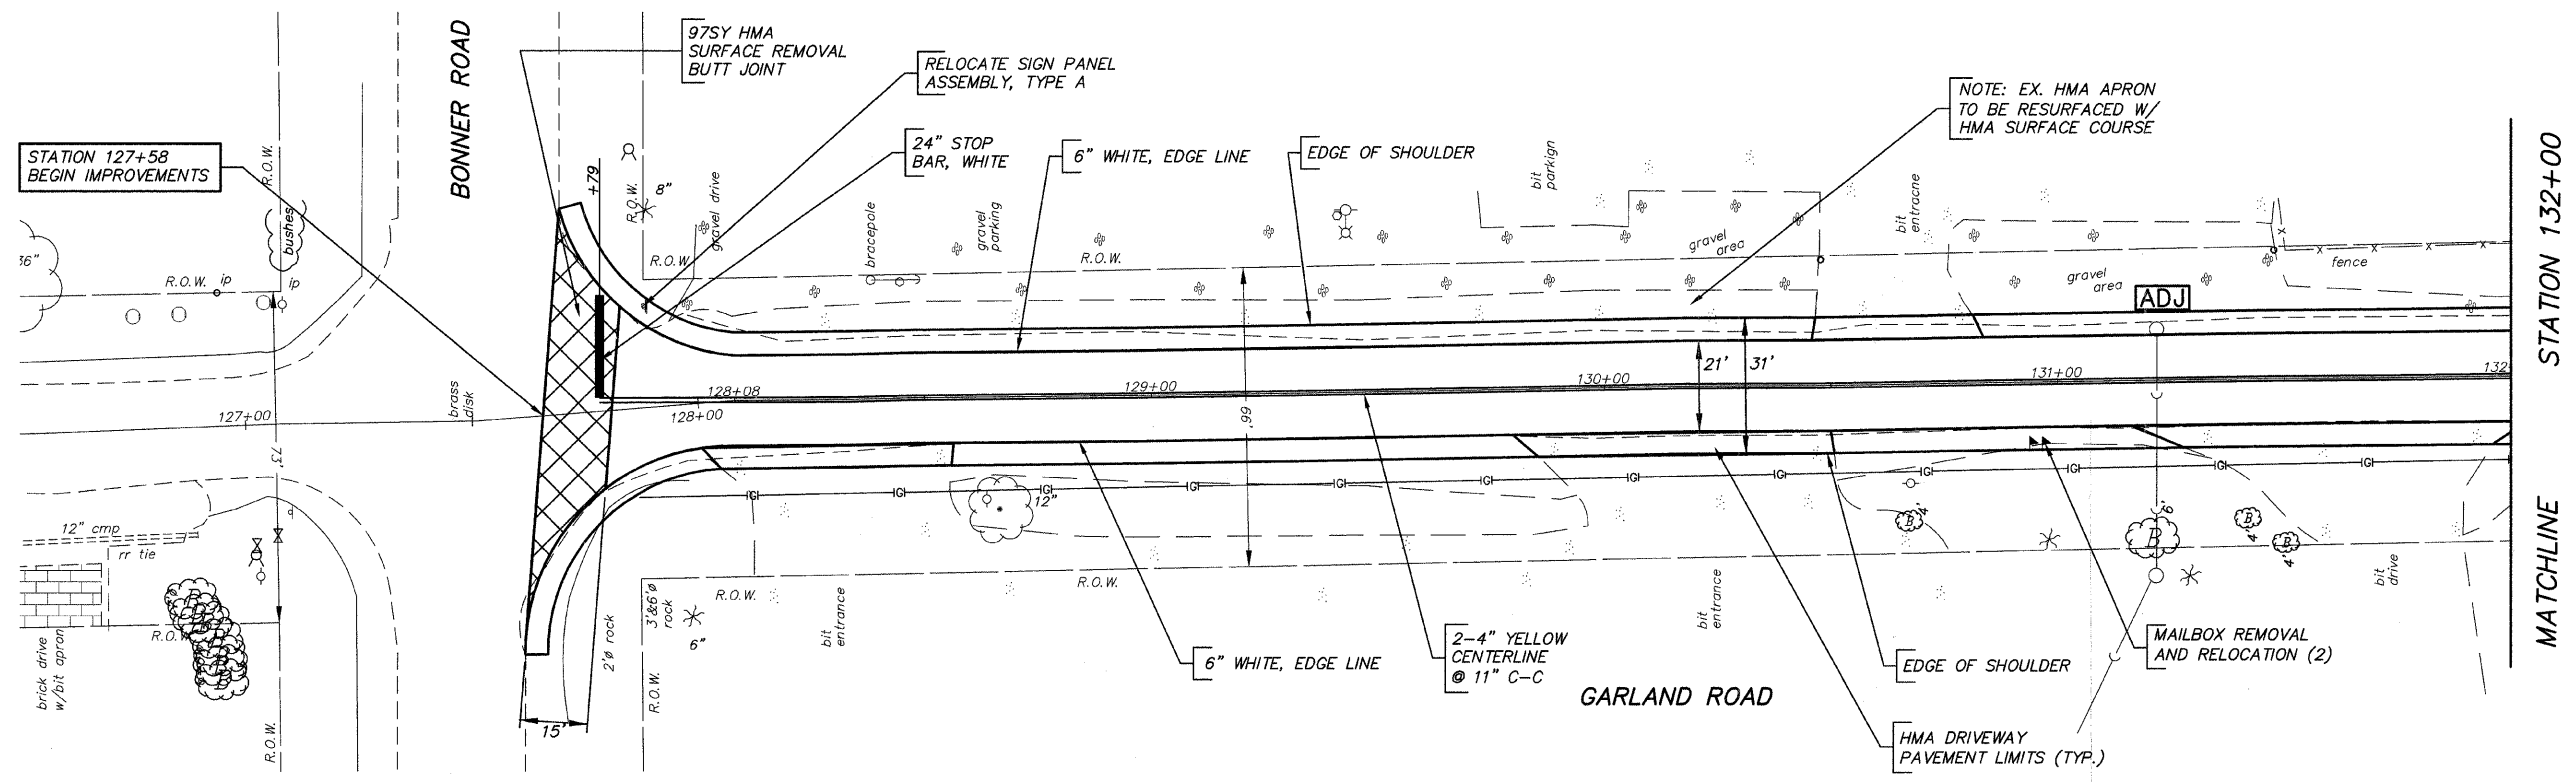 BONNER ROAD
97SY HMA
SURFACE REMOVAL
BUTT JOINT
RELOCATE SIGN PANEL
ASSEMBLY, TYPE A
24" STOP
BAR, WHITE
6" WHITE, EDGE LINE
EDGE OF SHOULDER
NOTE: EX. HMA APRON
TO BE RESURFACED W/
HMA SURFACE COURSE
STATION 132+00
MATCHLINE
STATION 127+58
BEGIN IMPROVEMENTS
R.O.W.
bushes
36"
R.O.W.
ip
ip
+79
R.O.W.
8"
gravel drive
R.O.W.
bracepole
gravel
parking
R.O.W.
bit
parkign
gravel
area
bit
entracne
gravel
area
fence
ADJ
21'
31'
127+00
brass
disk
128+08
128+00
129+00
130+00
131+00
132
73'
66'
12" cmp
rr tie
brick drive
w/bit apron
R.O.W.
R.O.W.
15'
2'ø rock
3'&6'ø
rock
R.O.W.
6"
R.O.W.
bit
entrance
G
G
G
G
G
G
G
G
G
G
G
G
12"
R.O.W.
6" WHITE, EDGE LINE
2-4" YELLOW
CENTERLINE
@ 11" C-C
GARLAND ROAD
bit
entrance
B
4'
B
6'
B
4'
B
4'
bit
drive
EDGE OF SHOULDER
MAILBOX REMOVAL
AND RELOCATION (2)
HMA DRIVEWAY
PAVEMENT LIMITS (TYP.)